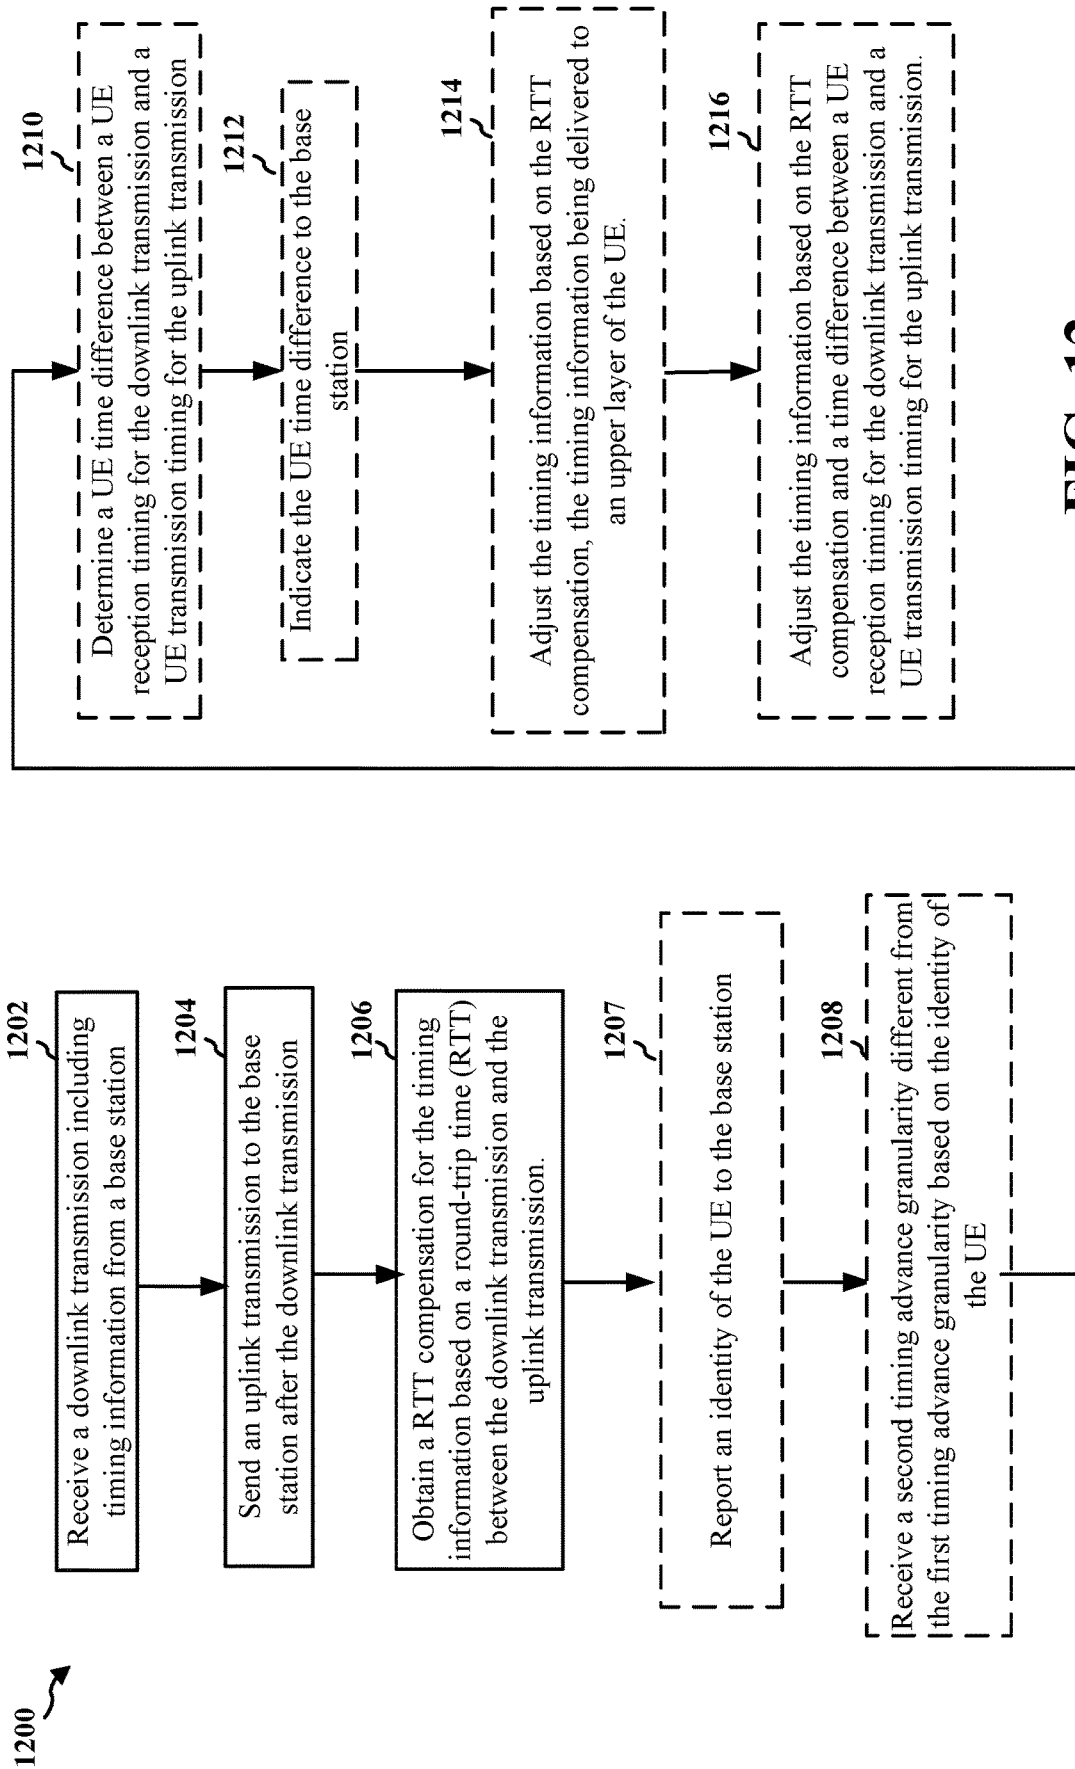 1200
1202
Receive a downlink transmission including
timing information from a base station
1204
Send an uplink transmission to the base
station after the downlink transmission
1206
Obtain a RTT compensation for the timing
information based on a round-trip time (RTT)
between the downlink transmission and the
uplink transmission.
1207
Report an identity of the UE to the base station
1208
Receive a second timing advance granularity different from
the first timing advance granularity based on the identity of
the UE
1210
Determine a UE time difference between a UE
reception timing for the downlink transmission and a
UE transmission timing for the uplink transmission
1212
Indicate the UE time difference to the base
station
1214
Adjust the timing information based on the RTT
compensation, the timing information being delivered to
an upper layer of the UE.
1216
Adjust the timing information based on the RTT
compensation and a time difference between a UE
reception timing for the downlink transmission and a
UE transmission timing for the uplink transmission.
FIG. 12